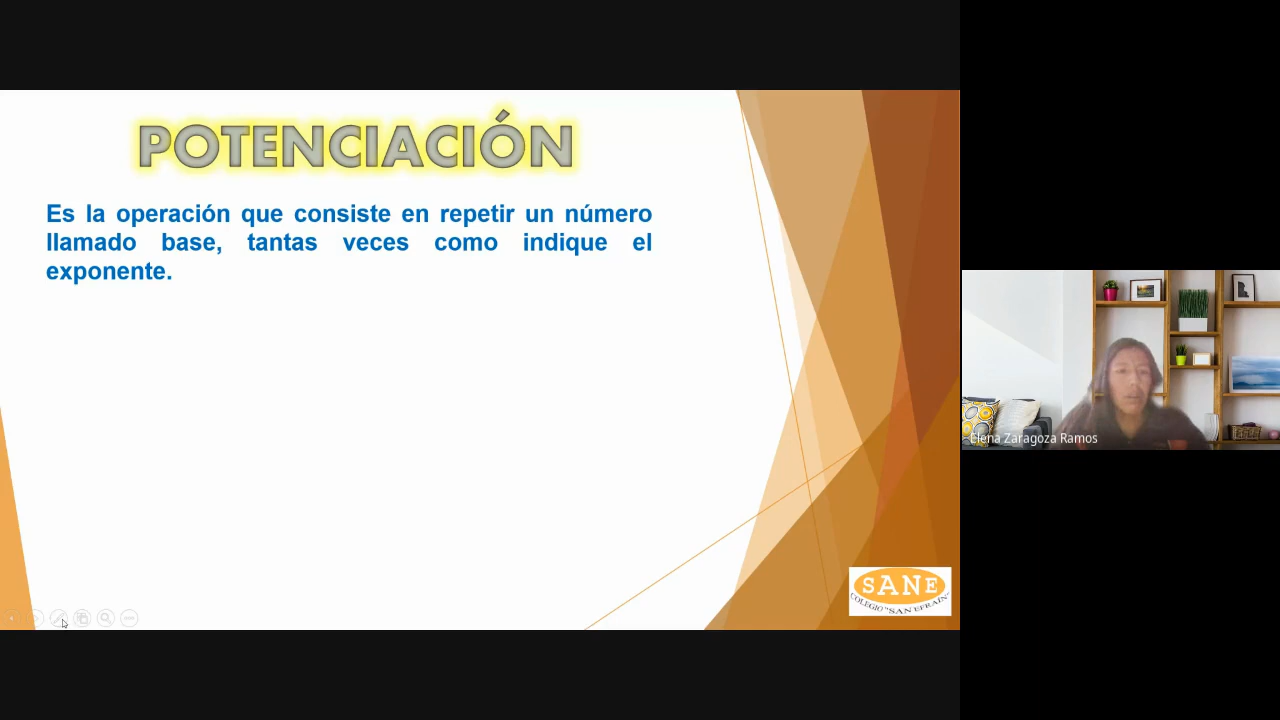 POTENCIACIÓN
Es la operación que consiste en repetir un número
llamado base, tantas veces como indique el
exponente.
Elena Zaragoza Ramos
SANE
COLEGIO "SAN EFRAIN"